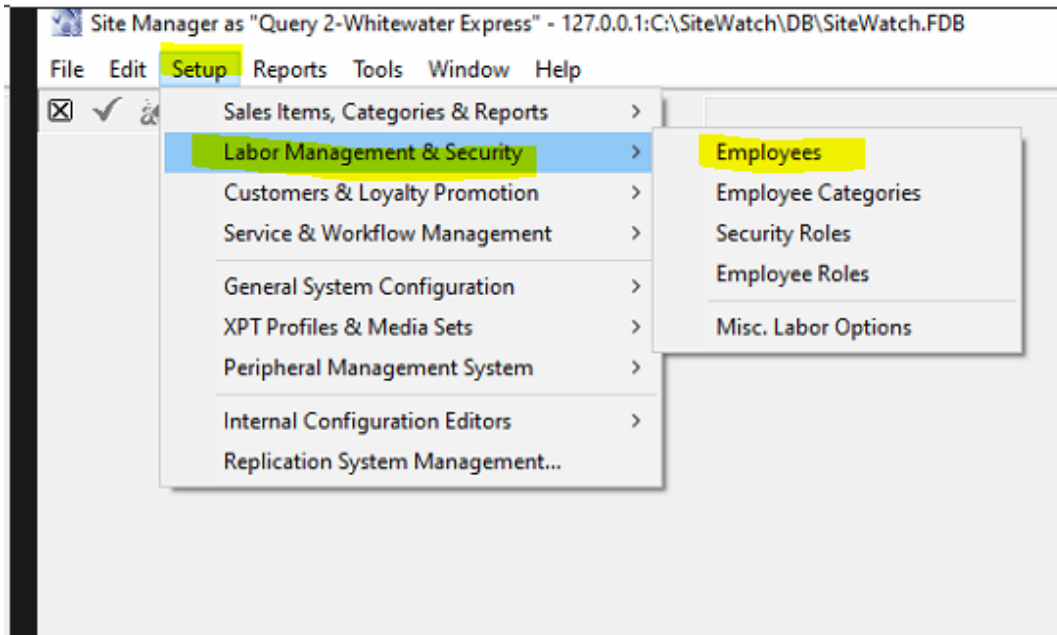 Site Manager as "Query 2-Whitewater Express" - 127.0.0.1:C:\SiteWatch\DB\SiteWatch.FDB
File Edit Setup Reports Tools Window Help
Sales Items, Categories & Reports
Labor Management & Security
Customers & Loyalty Promotion
Service & Workflow Management
General System Configuration
XPT Profiles & Media Sets
Peripheral Management System
Internal Configuration Editors
Replication System Management...
Employees
Employee Categories
Security Roles
Employee Roles
Misc. Labor Options